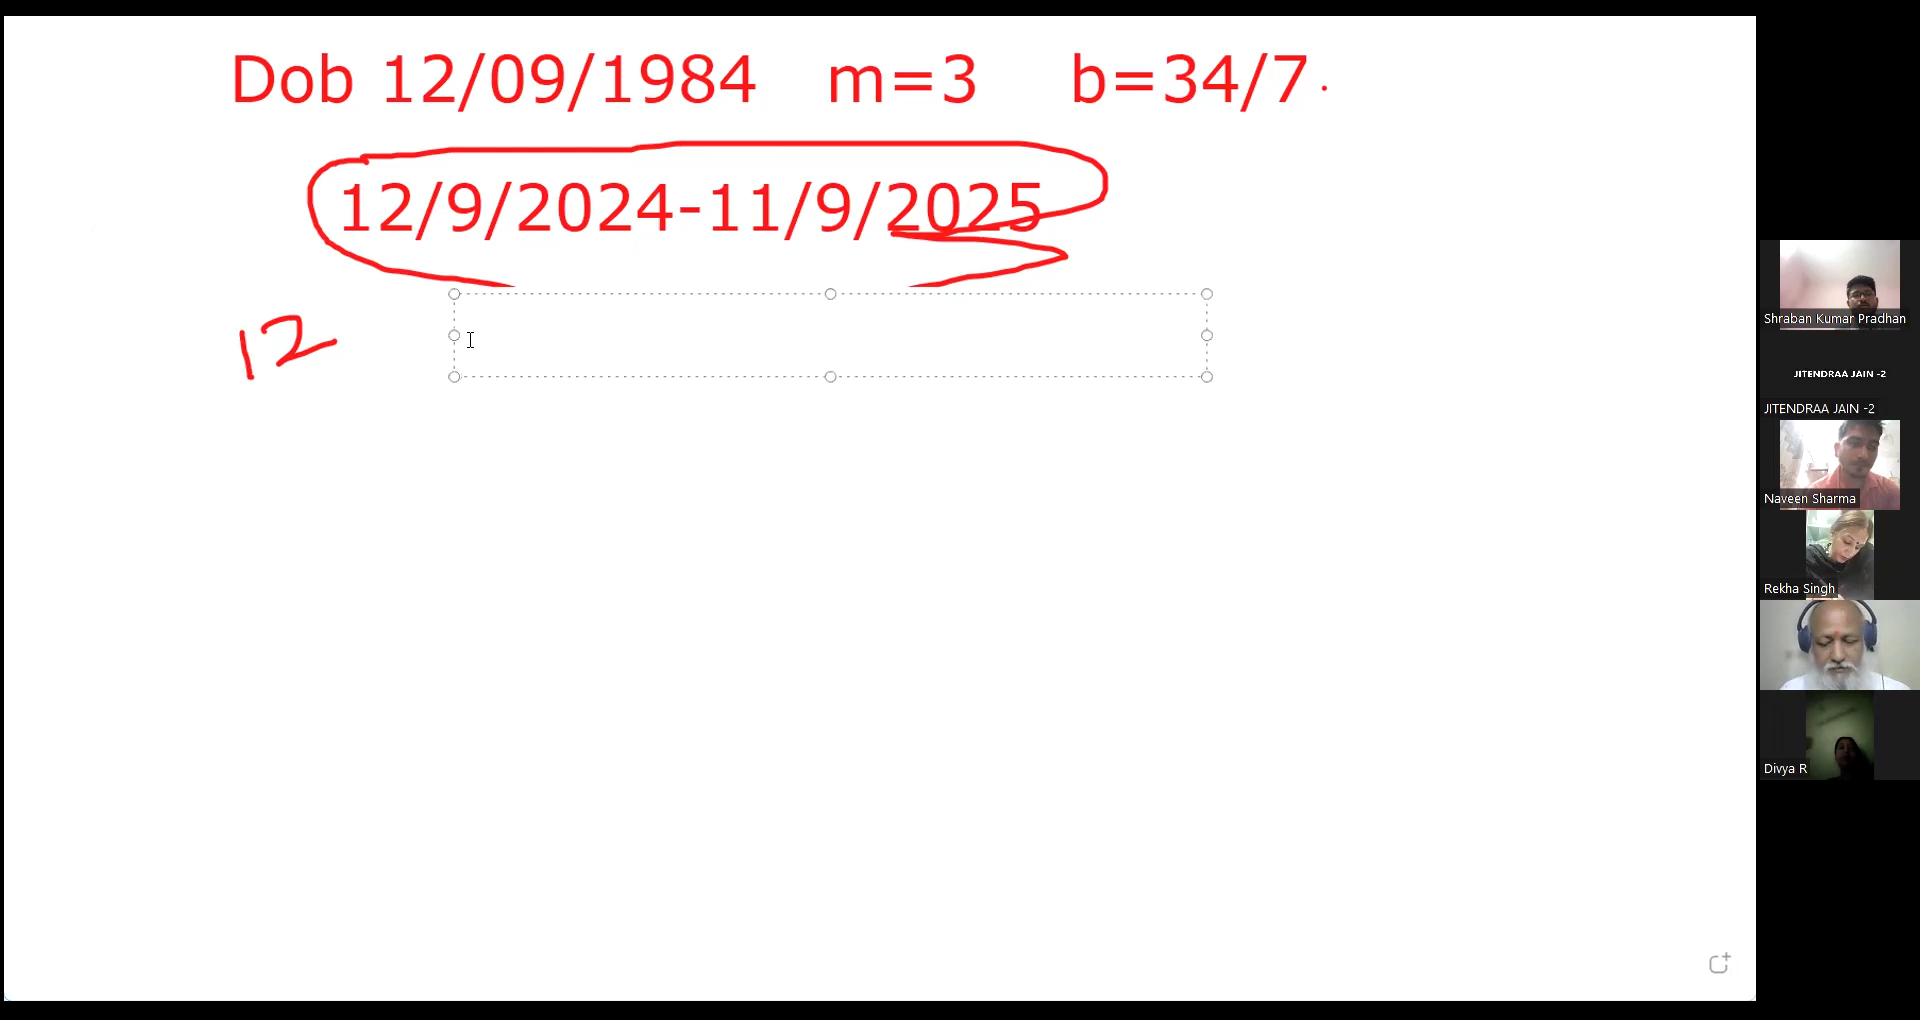 Dob 12/09/1984 m=3 b=34/7.
12/9/2024-11/9/2025
12
Shraban Kumar Pradhan
JITENDRAA JAIN -2
JITENDRAA JAIN -2
Naveen Sharma
Rekha Singh
Divya R